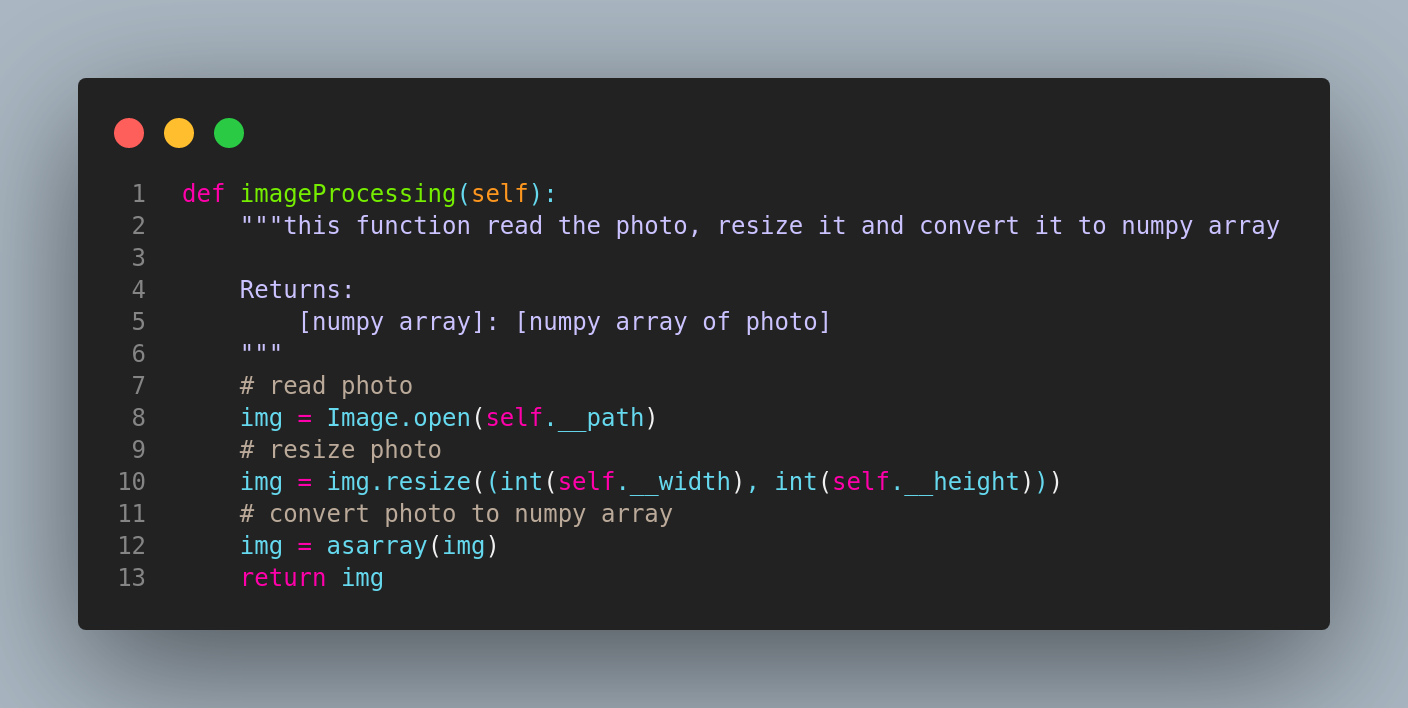 1 def imageProcessing(self):
2     """this function read the photo, resize it and convert it to numpy array
3
4     Returns:
5         [numpy array]: [numpy array of photo]
6     """
7     # read photo
8     img = Image.open(self.__path)
9     # resize photo
10     img = img.resize((int(self.__width), int(self.__height)))
11     # convert photo to numpy array
12     img = asarray(img)
13     return img